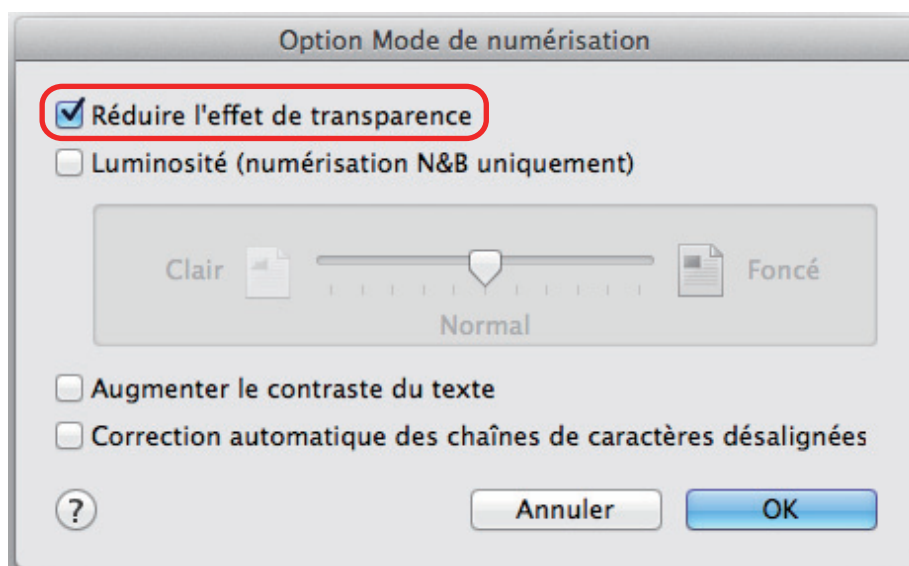 Option Mode de numérisation
Réduire l'effet de transparence
Luminosité (numérisation N&B uniquement)
Clair Foncé
Normal
Augmenter le contraste du texte
Correction automatique des chaînes de caractères désalignées
? Annuler OK